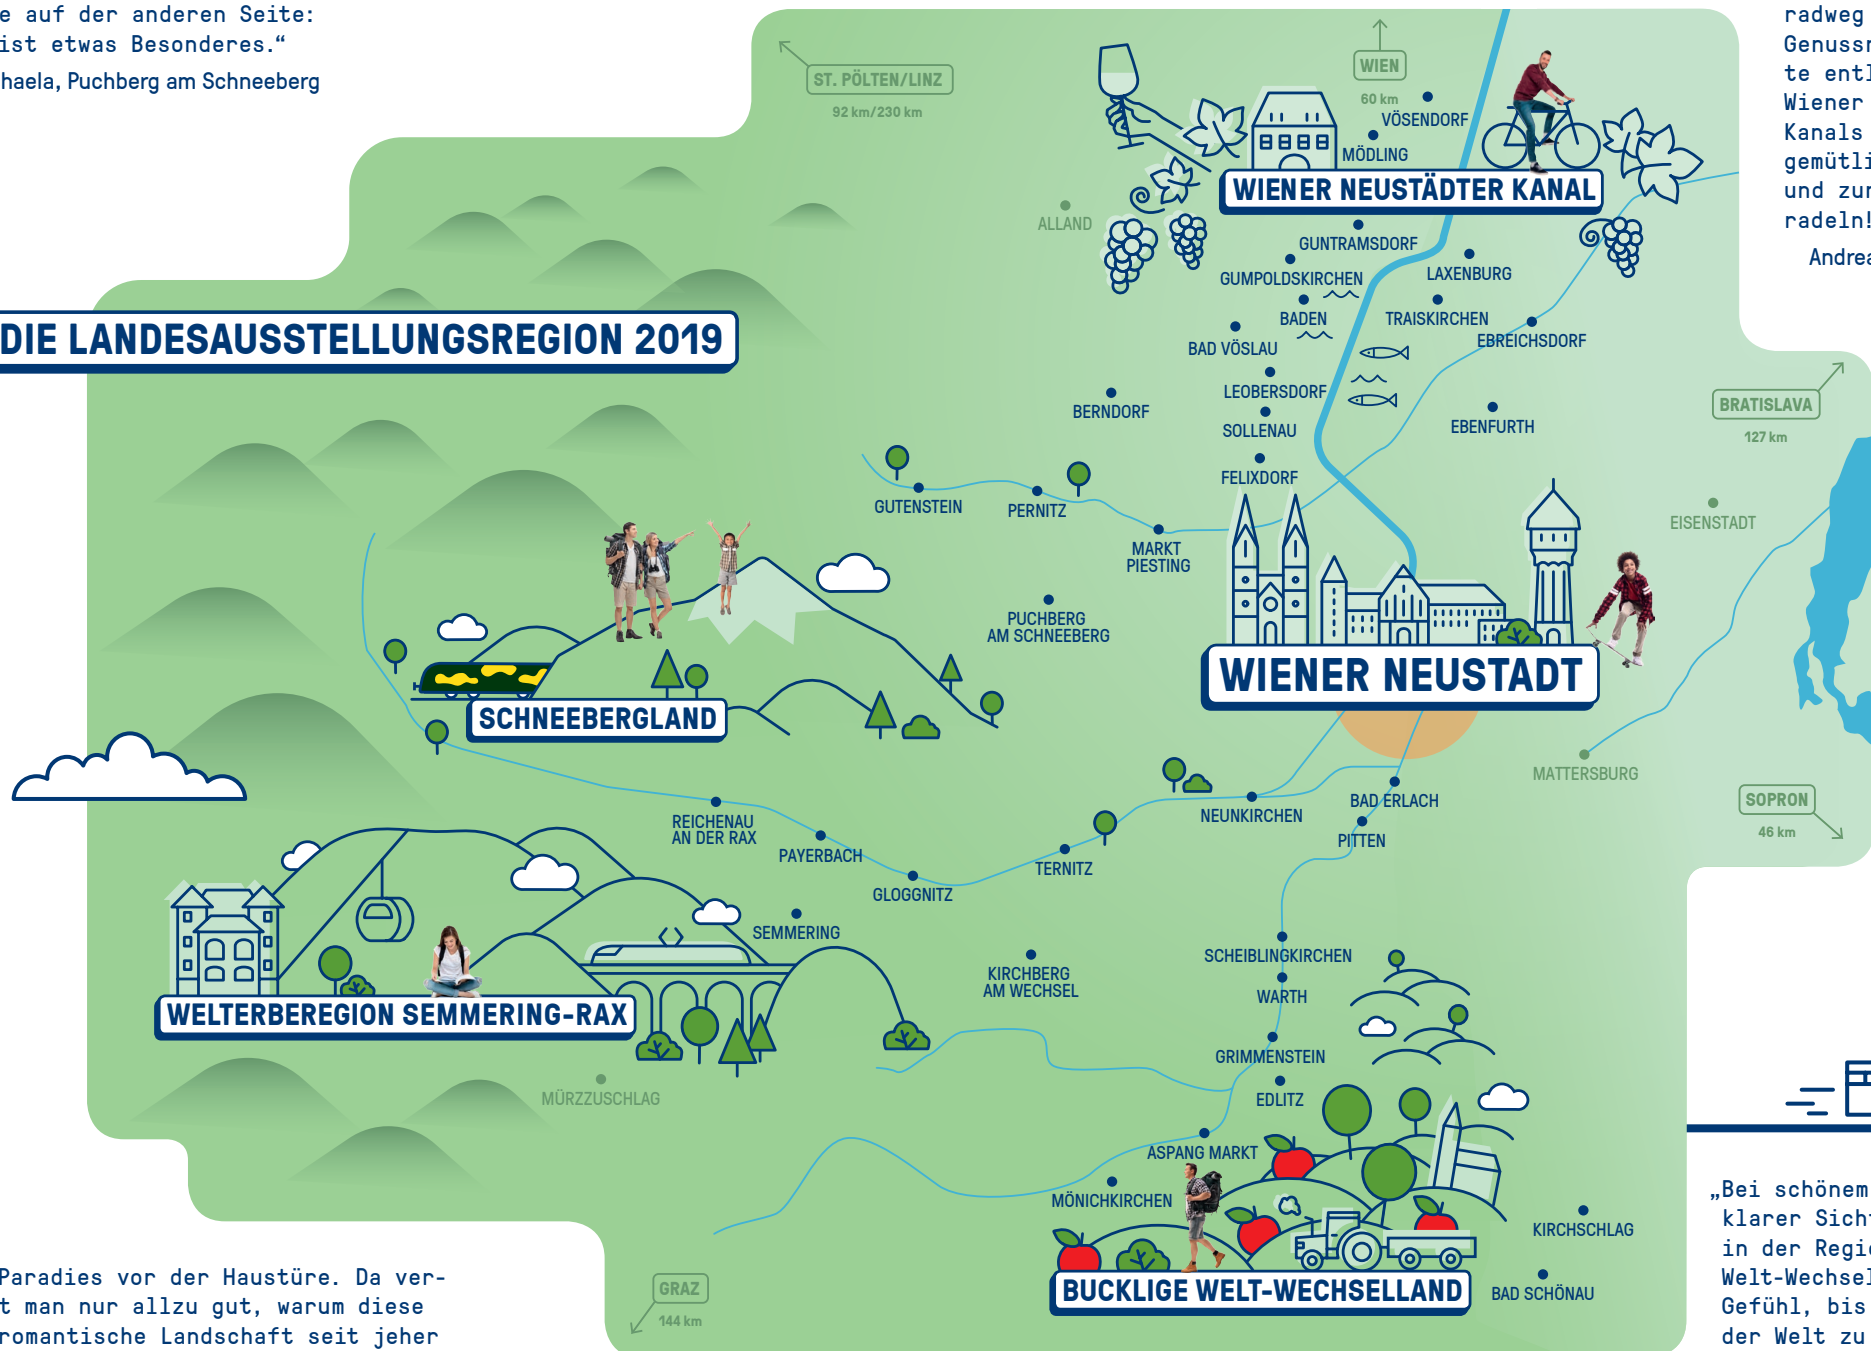 e auf der anderen Seite:
ist etwas Besonderes.“
haela, Puchberg am Schneeberg
radweg
te entl
Wiener
Kanals
gemütli
und zur
radeln!
Andrea
ST. PÖLTEN/LINZ
92 km/230 km
WIEN
60 km
VÖSENDORF
MÖDLING
WIENER NEUSTÄDTER KANAL
ALLAND
GUNTRAMSDORF
GUMPOLDSKIRCHEN
LAXENBURG
BADEN
TRAISKIRCHEN
DIE LANDESAUSSTELLUNGSREGION 2019
BAD VÖSLAU
EBREICHSDORF
LEOBERSDORF
BERNDORF
BRATISLAVA
127 km
SOLLENAU
EBENFURTH
FELIXDORF
GUTENSTEIN
PERNITZ
EISENSTADT
MARKT
PIESTING
PUCHBERG
AM SCHNEEBERG
WIENER NEUSTADT
SCHNEEBERGLAND
MATTERSBURG
SOPRON
46 km
REICHENAU
AN DER RAX
NEUNKIRCHEN
BAD ERLACH
PITTEN
PAYERBACH
TERNITZ
GLOGGNITZ
SEMMERING
SCHEIBLINGKIRCHEN
KIRCHBERG
AM WECHSEL
WARTH
WELTERBEREGION SEMMERING-RAX
GRIMMENSTEIN
MÜRZZUSCHLAG
EDLITZ
ASPANG MARKT
MÖNICHKIRCHEN
KIRCHSCHLAG
BUCKLIGE WELT-WECHSELLAND
BAD SCHÖNAU
GRAZ
144 km
Paradies vor der Haustüre. Da ver-
t man nur allzu gut, warum diese
romantische Landschaft seit jeher
„Bei schönem
klarer Sicht
in der Regio
Welt-Wechsel
Gefühl, bis
der Welt zu